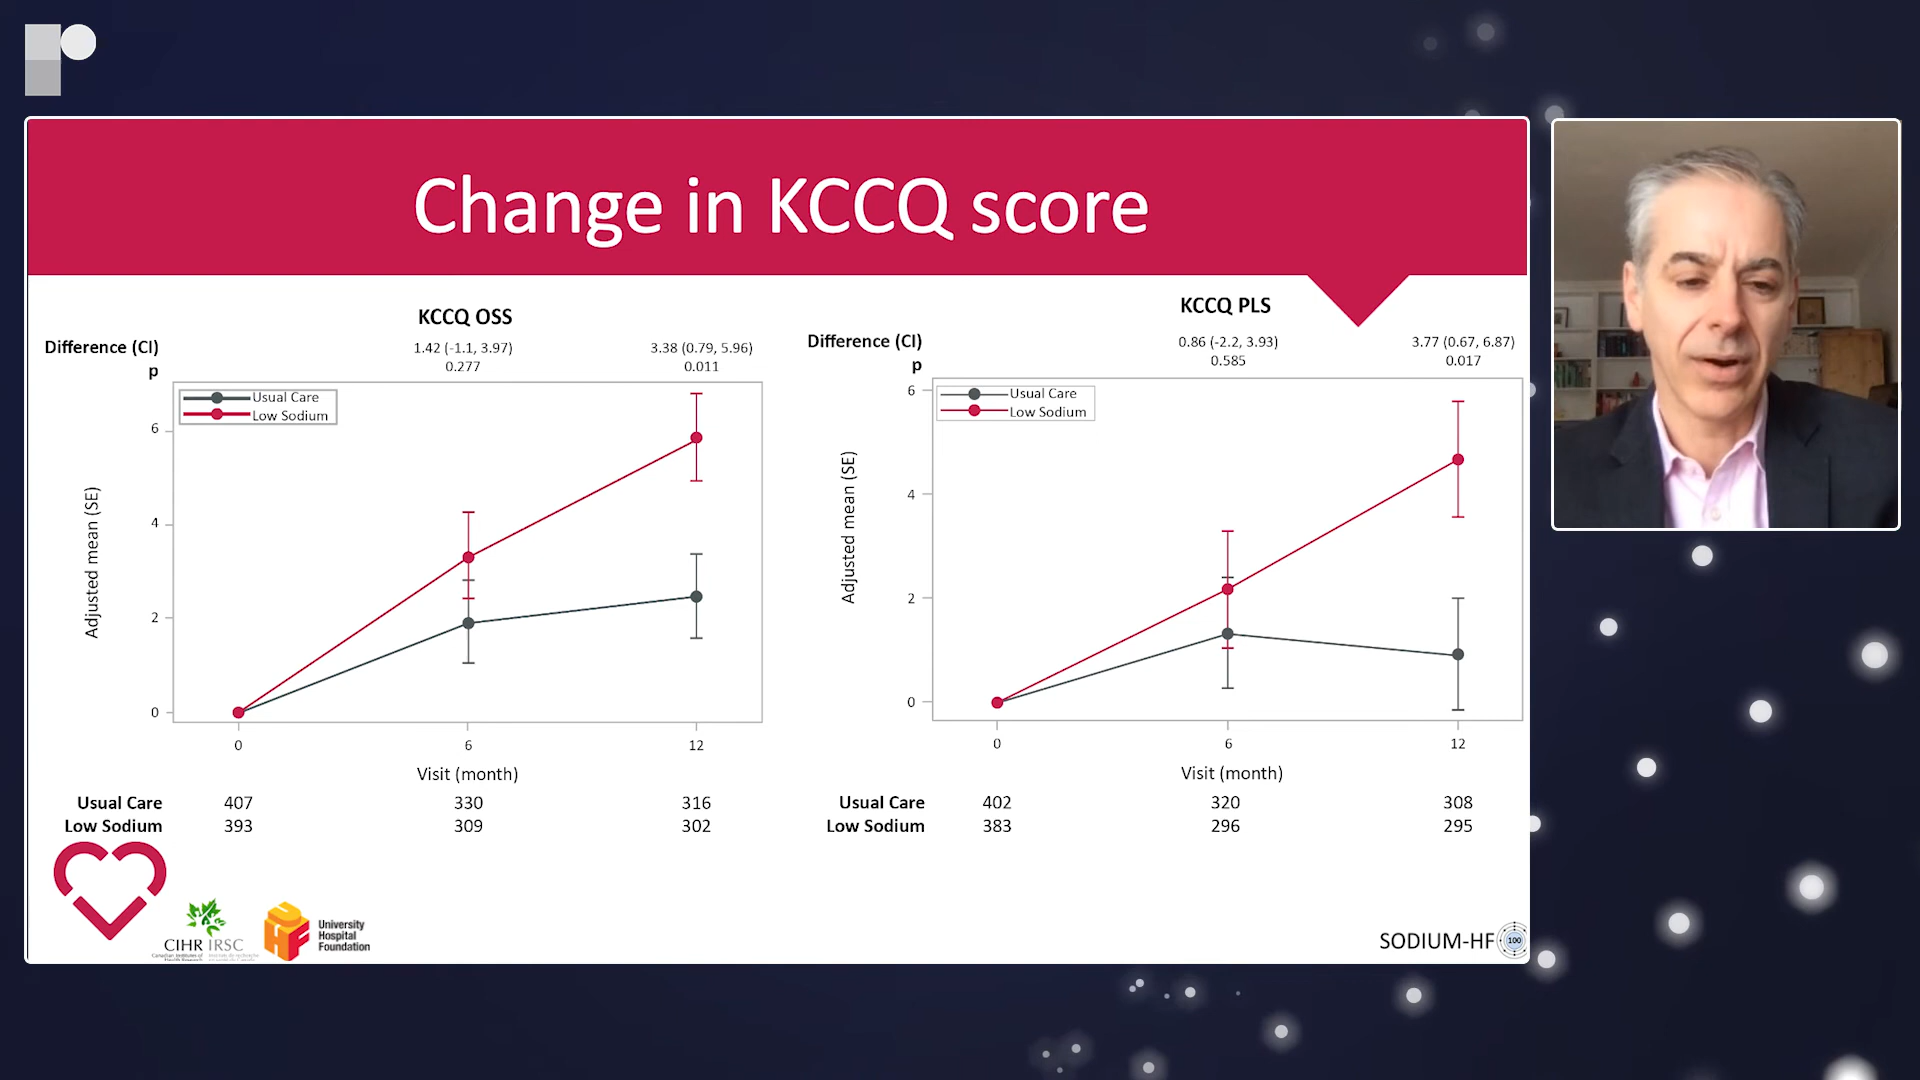 Change in KCCQ score
KCCQ OSS
Difference (CI)
1.42 (-1.1, 3.97)
3.38 (0.79, 5.96)
p
0.277
0.011
Usual Care
Low Sodium
6
4
2
0
Adjusted mean (SE)
0
6
12
Visit (month)
Usual Care
407
330
316
Low Sodium
393
309
302
KCCQ PLS
Difference (CI)
0.86 (-2.2, 3.93)
3.77 (0.67, 6.87)
p
0.585
0.017
Usual Care
Low Sodium
6
4
2
0
Adjusted mean (SE)
0
6
12
Visit (month)
Usual Care
402
320
308
Low Sodium
383
296
295
CIHR IRSC
UHF
University
Hospital
Foundation
SODIUM-HF
100